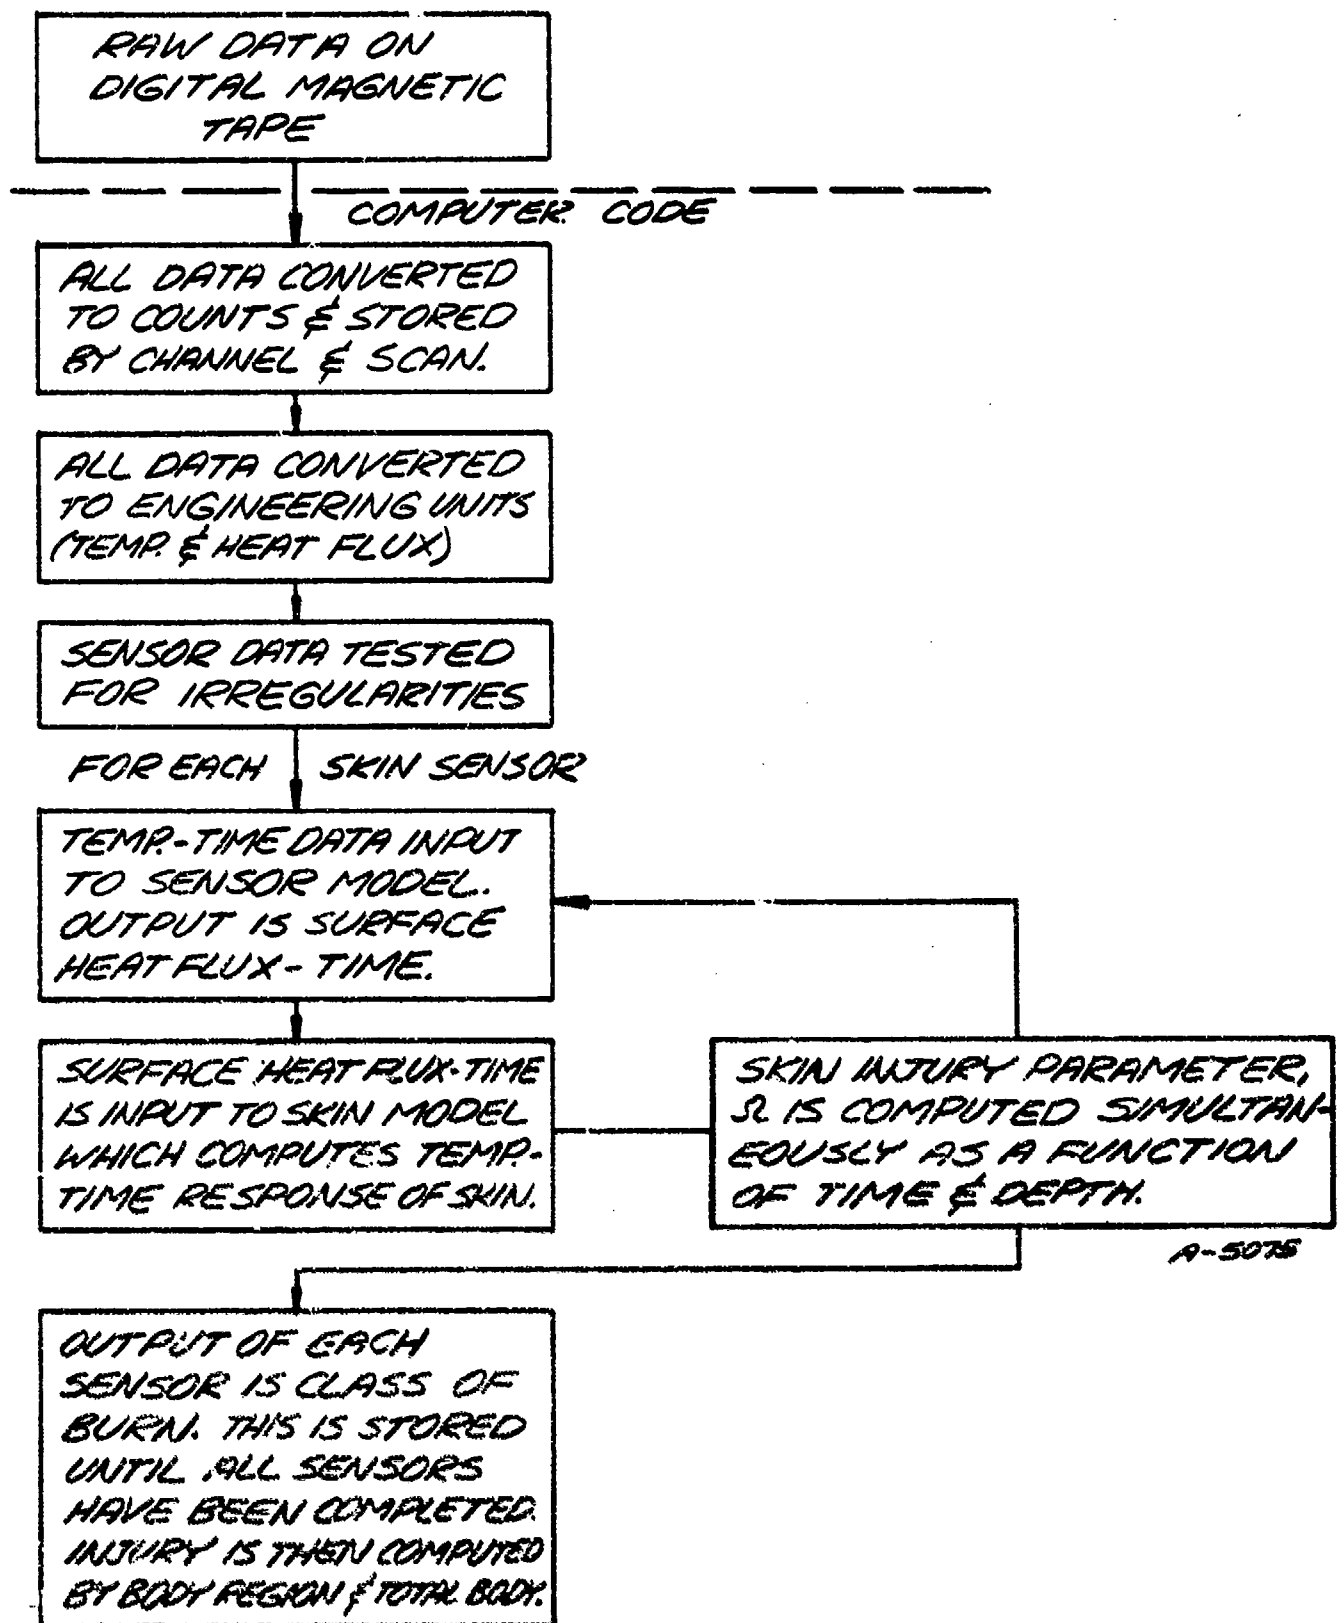 RAW DATA ON
DIGITAL MAGNETIC
TAPE
COMPUTER CODE
ALL DATA CONVERTED
TO COUNTS & STORED
BY CHANNEL & SCAN.
ALL DATA CONVERTED
TO ENGINEERING UNITS
(TEMP. & HEAT FLUX)
SENSOR DATA TESTED
FOR IRREGULARITIES
FOR EACH SKIN SENSOR
TEMP.-TIME DATA INPUT
TO SENSOR MODEL.
OUTPUT IS SURFACE
HEAT FLUX - TIME.
SURFACE HEAT FLUX-TIME
IS INPUT TO SKIN MODEL
WHICH COMPUTES TEMP.-
TIME RESPONSE OF SKIN.
SKIN INJURY PARAMETER,
Ω IS COMPUTED SIMULTAN-
EOUSLY AS A FUNCTION
OF TIME & DEPTH.
A-5075
OUTPUT OF EACH
SENSOR IS CLASS OF
BURN. THIS IS STORED
UNTIL ALL SENSORS
HAVE BEEN COMPLETED.
INJURY IS THEN COMPUTED
BY BODY REGION & TOTAL BODY.